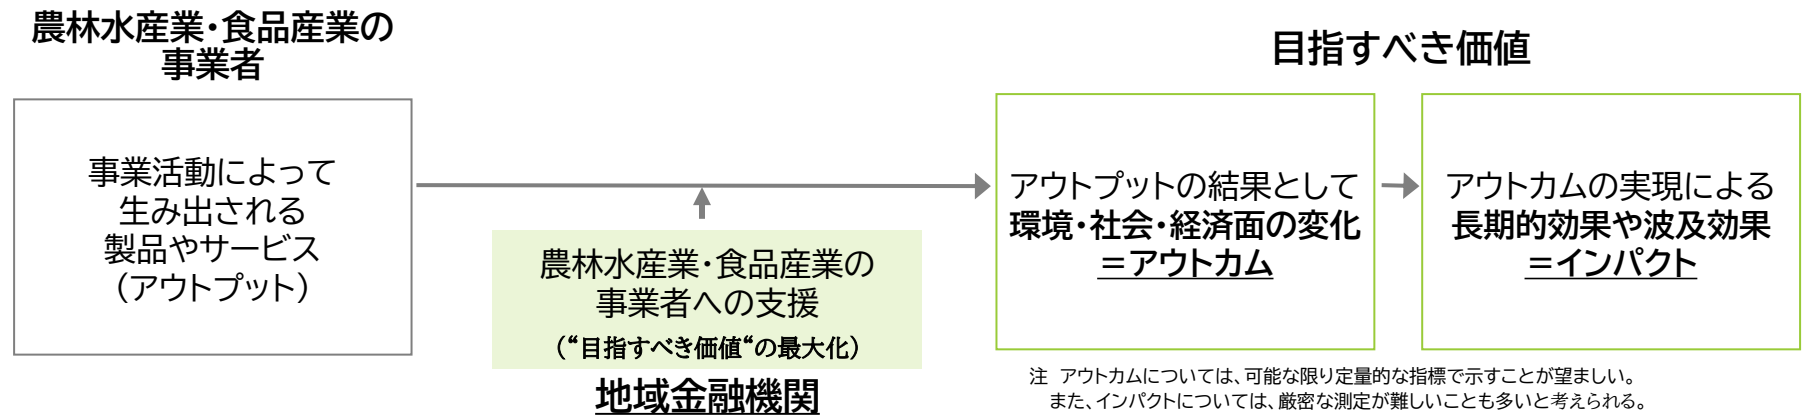 農林水産業・食品産業の
事業者
事業活動によって
生み出される
製品やサービス
（アウトプット）
農林水産業・食品産業の
事業者への支援
（“目指すべき価値“の最大化）
地域金融機関
目指すべき価値
アウトプットの結果として
環境・社会・経済面の変化
＝アウトカム
アウトカムの実現による
長期的効果や波及効果
＝インパクト
注　アウトカムについては、可能な限り定量的な指標で示すことが望ましい。
また、インパクトについては、厳密な測定が難しいことも多いと考えられる。